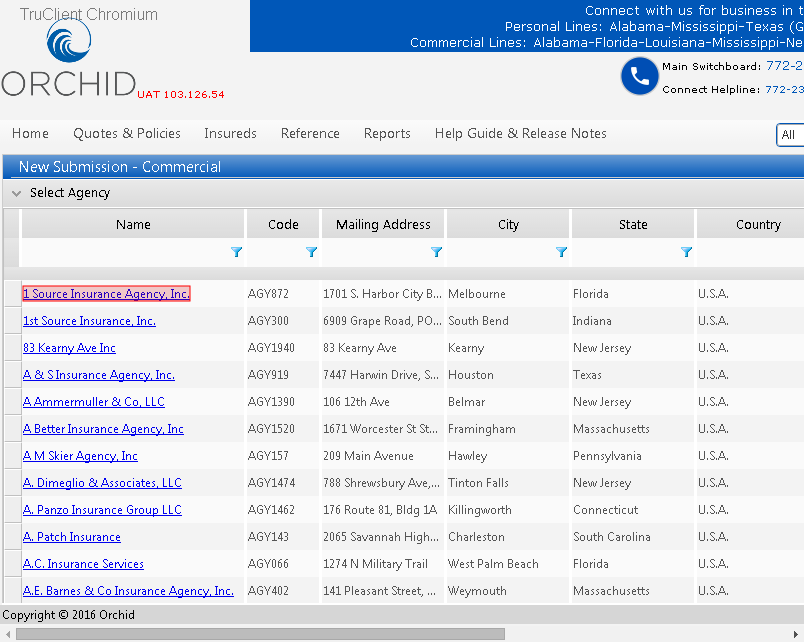 TruClient Chromium
Connect with us for business in t
Personal Lines: Alabama-Mississippi-Texas (G
Commercial Lines: Alabama-Florida-Louisiana-Mississippi-Ne
ORCHID
UAT 103.126.54
Main Switchboard: 772-2
Connect Helpline: 772-23
Home Quotes & Policies Insureds Reference Reports Help Guide & Release Notes All
New Submission - Commercial
Select Agency
Name Code Mailing Address City State Country
1 Source Insurance Agency, Inc. AGY872 1701 S. Harbor City B... Melbourne Florida U.S.A.
1st Source Insurance, Inc. AGY300 6909 Grape Road, PO... South Bend Indiana U.S.A.
83 Kearny Ave Inc AGY1940 83 Kearny Ave Kearny New Jersey U.S.A.
A & S Insurance Agency, Inc. AGY919 7447 Harwin Drive, S... Houston Texas U.S.A.
A Ammermuller & Co, LLC AGY1390 106 12th Ave Belmar New Jersey U.S.A.
A Better Insurance Agency, Inc AGY1520 1671 Worcester St St... Framingham Massachusetts U.S.A.
A M Skier Agency, Inc AGY157 209 Main Avenue Hawley Pennsylvania U.S.A.
A. Dimeglio & Associates, LLC AGY1474 788 Shrewsbury Ave,... Tinton Falls New Jersey U.S.A.
A. Panzo Insurance Group LLC AGY1462 176 Route 81, Bldg 1A Killingworth Connecticut U.S.A.
A. Patch Insurance AGY143 2065 Savannah High... Charleston South Carolina U.S.A.
A.C. Insurance Services AGY066 1274 N Military Trail West Palm Beach Florida U.S.A.
A.E. Barnes & Co Insurance Agency, Inc. AGY402 141 Pleasant Street, ... Weymouth Massachusetts U.S.A.
Copyright © 2016 Orchid